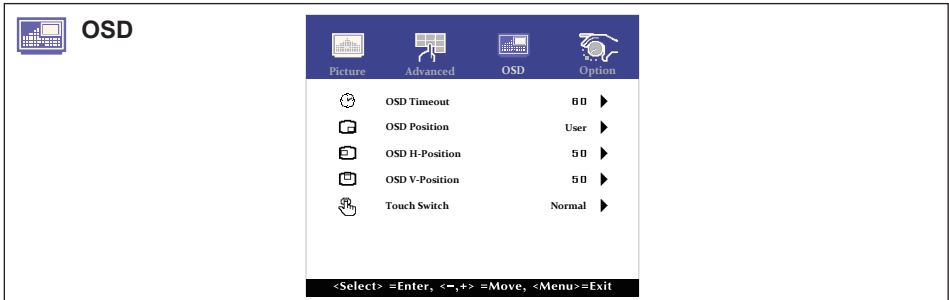 OSD
Picture Advanced OSD Option
OSD Timeout 60
OSD Position User
OSD H-Position 50
OSD V-Position 50
Touch Switch Normal
<Select> =Enter, <−,+> =Move, <Menu>=Exit